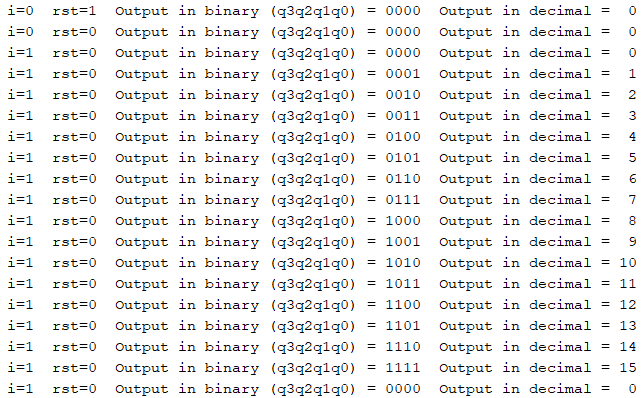 i=0  rst=1  Output in binary (q3q2q1q0) = 0000  Output in decimal =  0
i=0  rst=0  Output in binary (q3q2q1q0) = 0000  Output in decimal =  0
i=1  rst=0  Output in binary (q3q2q1q0) = 0000  Output in decimal =  0
i=1  rst=0  Output in binary (q3q2q1q0) = 0001  Output in decimal =  1
i=1  rst=0  Output in binary (q3q2q1q0) = 0010  Output in decimal =  2
i=1  rst=0  Output in binary (q3q2q1q0) = 0011  Output in decimal =  3
i=1  rst=0  Output in binary (q3q2q1q0) = 0100  Output in decimal =  4
i=1  rst=0  Output in binary (q3q2q1q0) = 0101  Output in decimal =  5
i=1  rst=0  Output in binary (q3q2q1q0) = 0110  Output in decimal =  6
i=1  rst=0  Output in binary (q3q2q1q0) = 0111  Output in decimal =  7
i=1  rst=0  Output in binary (q3q2q1q0) = 1000  Output in decimal =  8
i=1  rst=0  Output in binary (q3q2q1q0) = 1001  Output in decimal =  9
i=1  rst=0  Output in binary (q3q2q1q0) = 1010  Output in decimal = 10
i=1  rst=0  Output in binary (q3q2q1q0) = 1011  Output in decimal = 11
i=1  rst=0  Output in binary (q3q2q1q0) = 1100  Output in decimal = 12
i=1  rst=0  Output in binary (q3q2q1q0) = 1101  Output in decimal = 13
i=1  rst=0  Output in binary (q3q2q1q0) = 1110  Output in decimal = 14
i=1  rst=0  Output in binary (q3q2q1q0) = 1111  Output in decimal = 15
i=1  rst=0  Output in binary (q3q2q1q0) = 0000  Output in decimal =  0